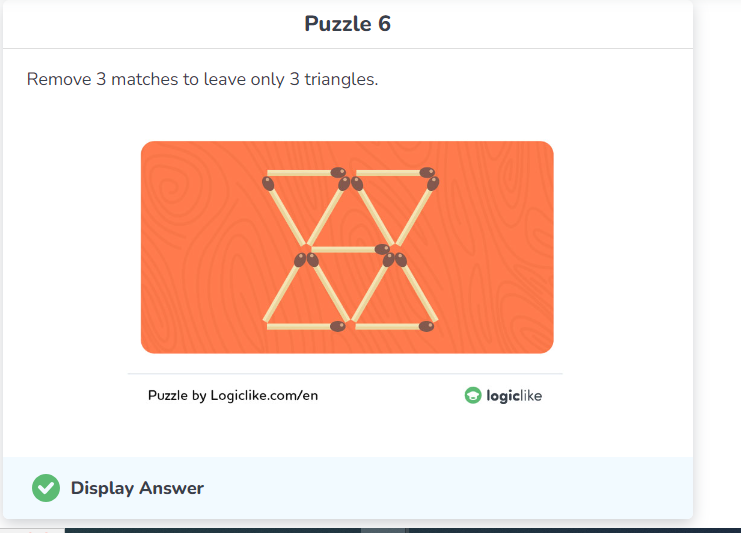 Puzzle 6
Remove 3 matches to leave only 3 triangles.
Puzzle by Logiclike.com/en
logiclike
Display Answer